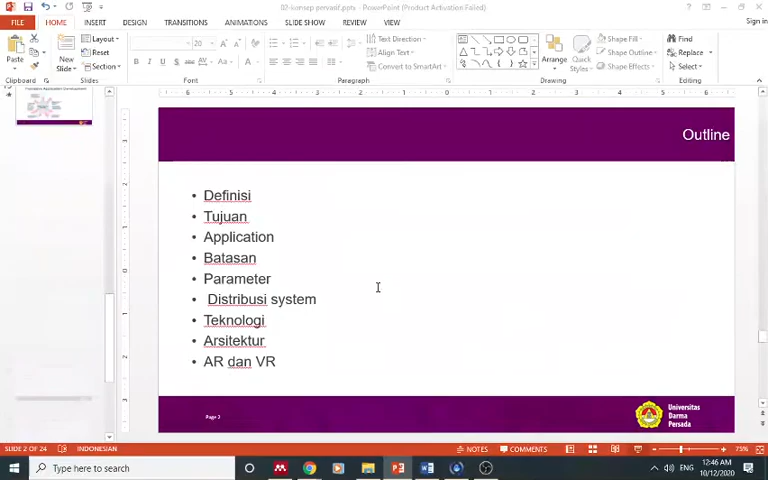 02-konsep pervasif.pptx - PowerPoint (Product Activation Failed)
FILE HOME INSERT DESIGN TRANSITIONS ANIMATIONS SLIDE SHOW REVIEW VIEW
Sign in
Paste
New
Slide
Layout
Reset
Section
20
Text Direction
Align Text
Convert to SmartArt
Arrange
Quick
Styles
Shape Fill
Shape Outline
Shape Effects
Find
Replace
Select
Clipboard Slides Font Paragraph Drawing Editing
Outline
• Definisi
• Tujuan
• Application
• Batasan
• Parameter
• Distribusi system
• Teknologi
• Arsitektur
• AR dan VR
Page 2
Universitas
Darma
Persada
SLIDE 2 OF 24 INDONESIAN NOTES COMMENTS 75%
Type here to search
ENG
12:46 AM
10/12/2020